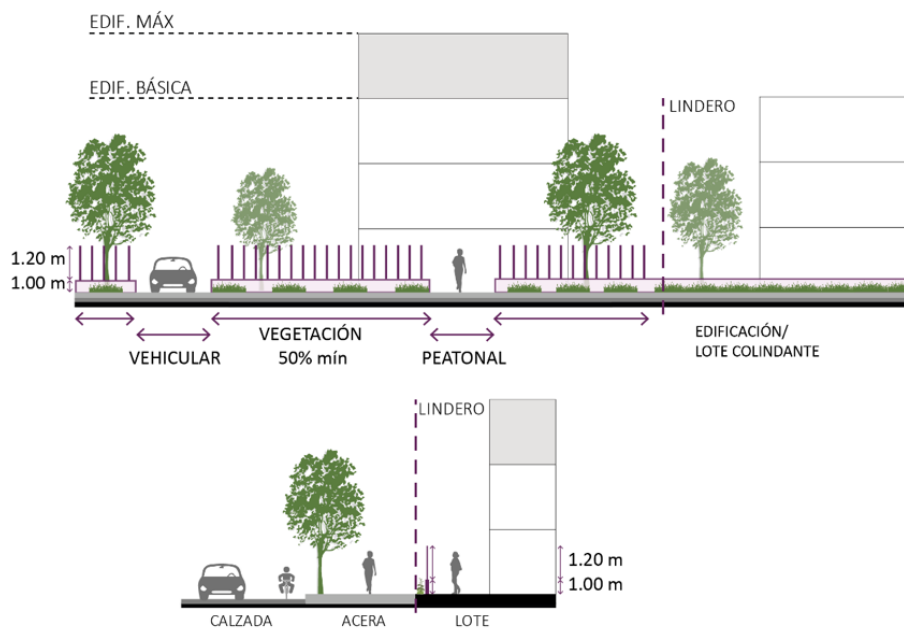 EDIF. MÁX
EDIF. BÁSICA
LINDERO
1.20 m
1.00 m
VEHICULAR
VEGETACIÓN
50% mín
PEATONAL
EDIFICACIÓN/
LOTE COLINDANTE
LINDERO
1.20 m
1.00 m
CALZADA
ACERA
LOTE